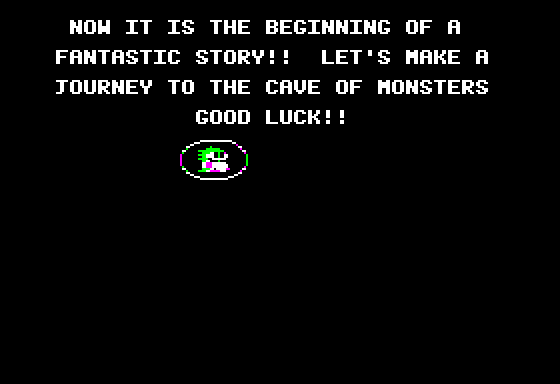 NOW IT IS THE BEGINNING OF A
FANTASTIC STORY!! LET'S MAKE A
JOURNEY TO THE CAVE OF MONSTERS
GOOD LUCK!!